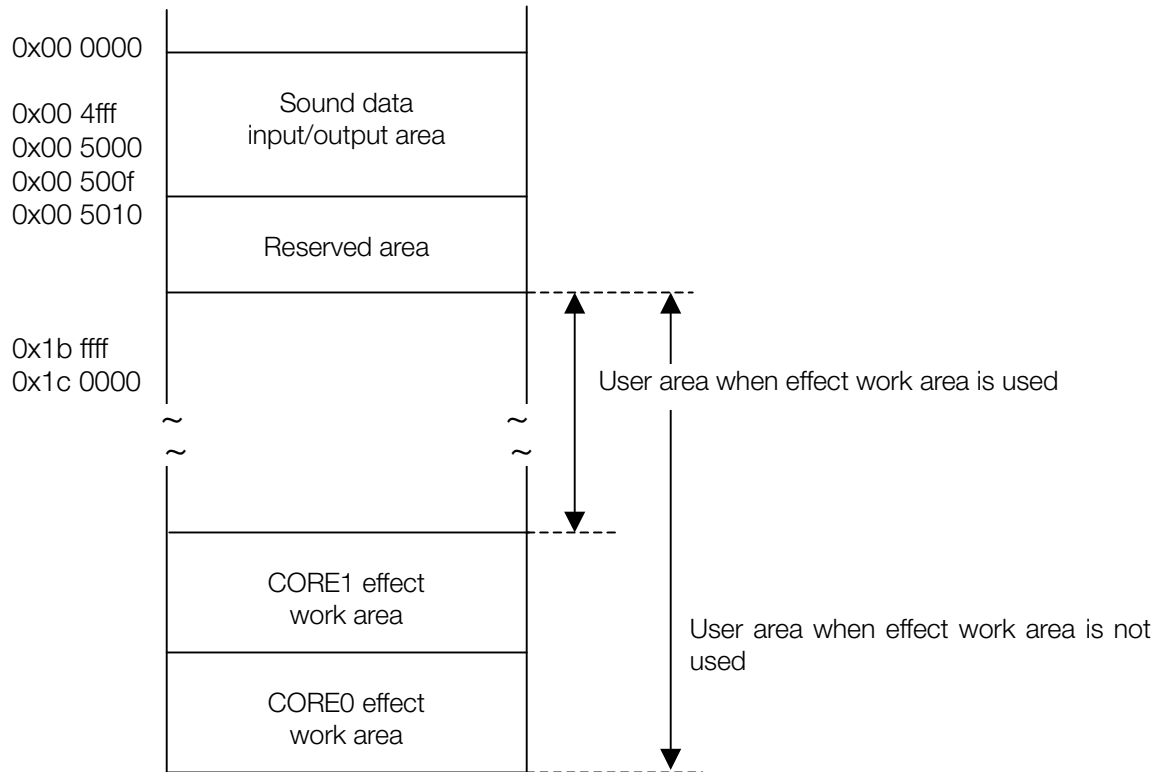 0x00 0000
0x00 4fff
0x00 5000
0x00 500f
0x00 5010
0x1b ffff
0x1c 0000
Sound data
input/output area
Reserved area
~ ~
~ ~
User area when effect work area is used
CORE1 effect
work area
User area when effect work area is not
used
CORE0 effect
work area